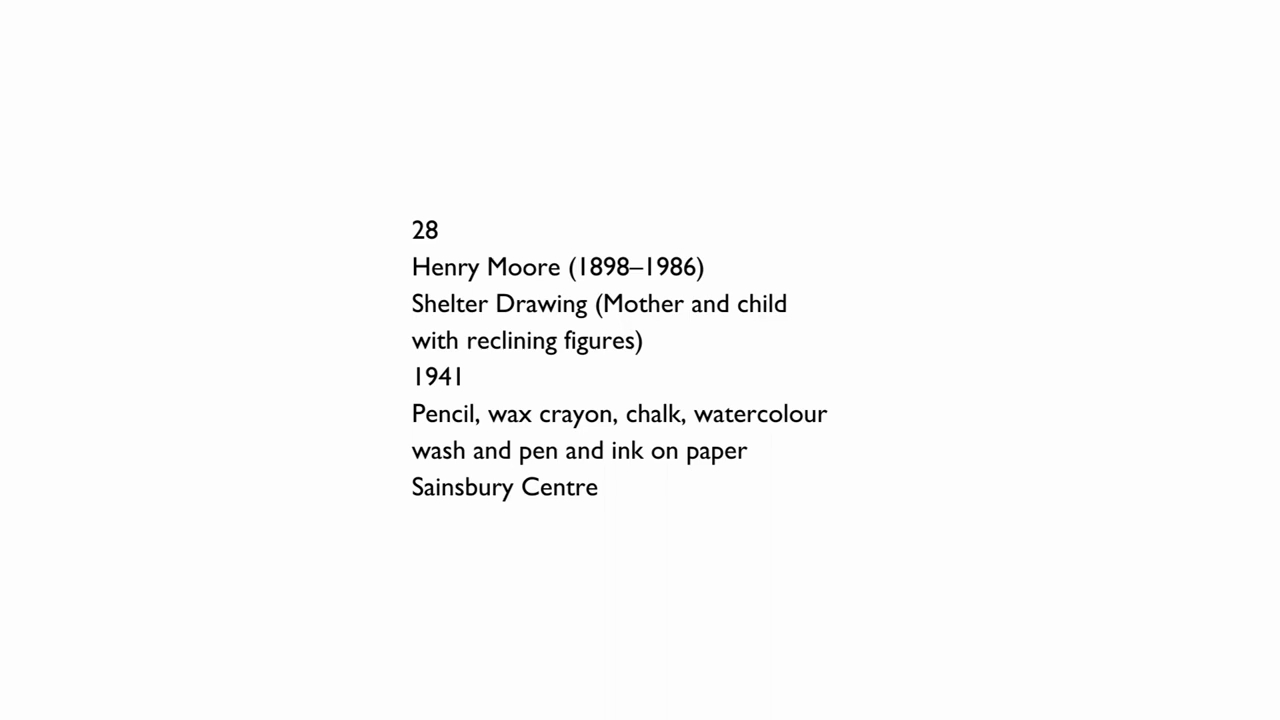 28
Henry Moore (1898–1986)
Shelter Drawing (Mother and child
with reclining figures)
1941
Pencil, wax crayon, chalk, watercolour
wash and pen and ink on paper
Sainsbury Centre